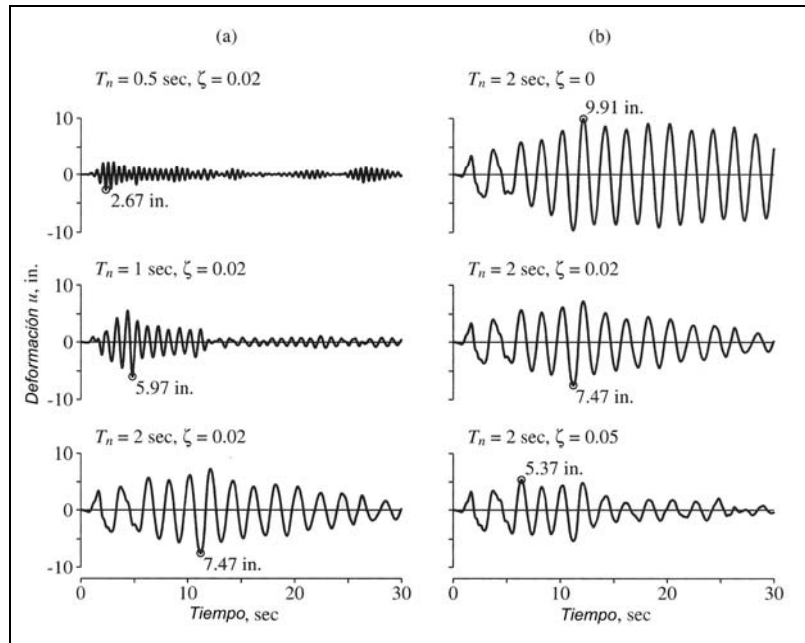 (a)
T_n = 0.5 sec, ζ = 0.02
10
0
-10
2.67 in.
T_n = 1 sec, ζ = 0.02
10
0
-10
5.97 in.
T_n = 2 sec, ζ = 0.02
10
0
-10
7.47 in.
0 10 20 30
Tiempo, sec
Deformación u, in.
(b)
T_n = 2 sec, ζ = 0
9.91 in.
T_n = 2 sec, ζ = 0.02
7.47 in.
T_n = 2 sec, ζ = 0.05
5.37 in.
0 10 20 30
Tiempo, sec